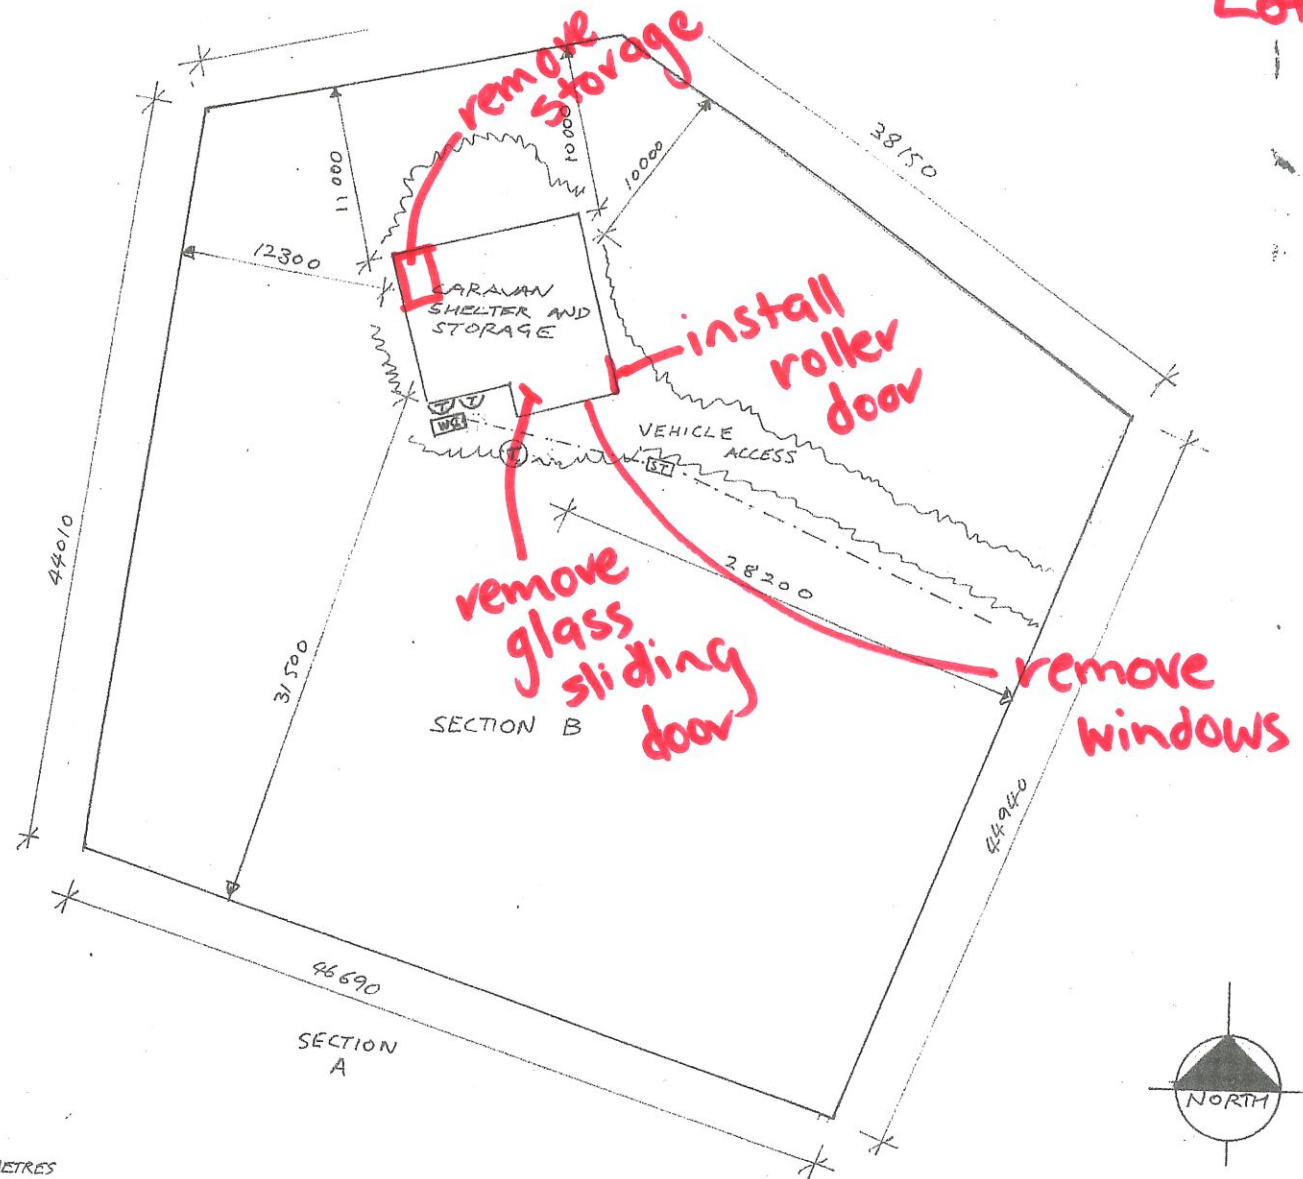 remove
storage
38150
10000
10000
11000
12300
CARAVAN
SHELTER AND
STORAGE
install
roller
door
T
T
WC
T
VEHICLE
ACCESS
ST
44010
28200
remove
glass
sliding
door
31500
SECTION B
remove
windows
44940
46690
SECTION
A
NORTH